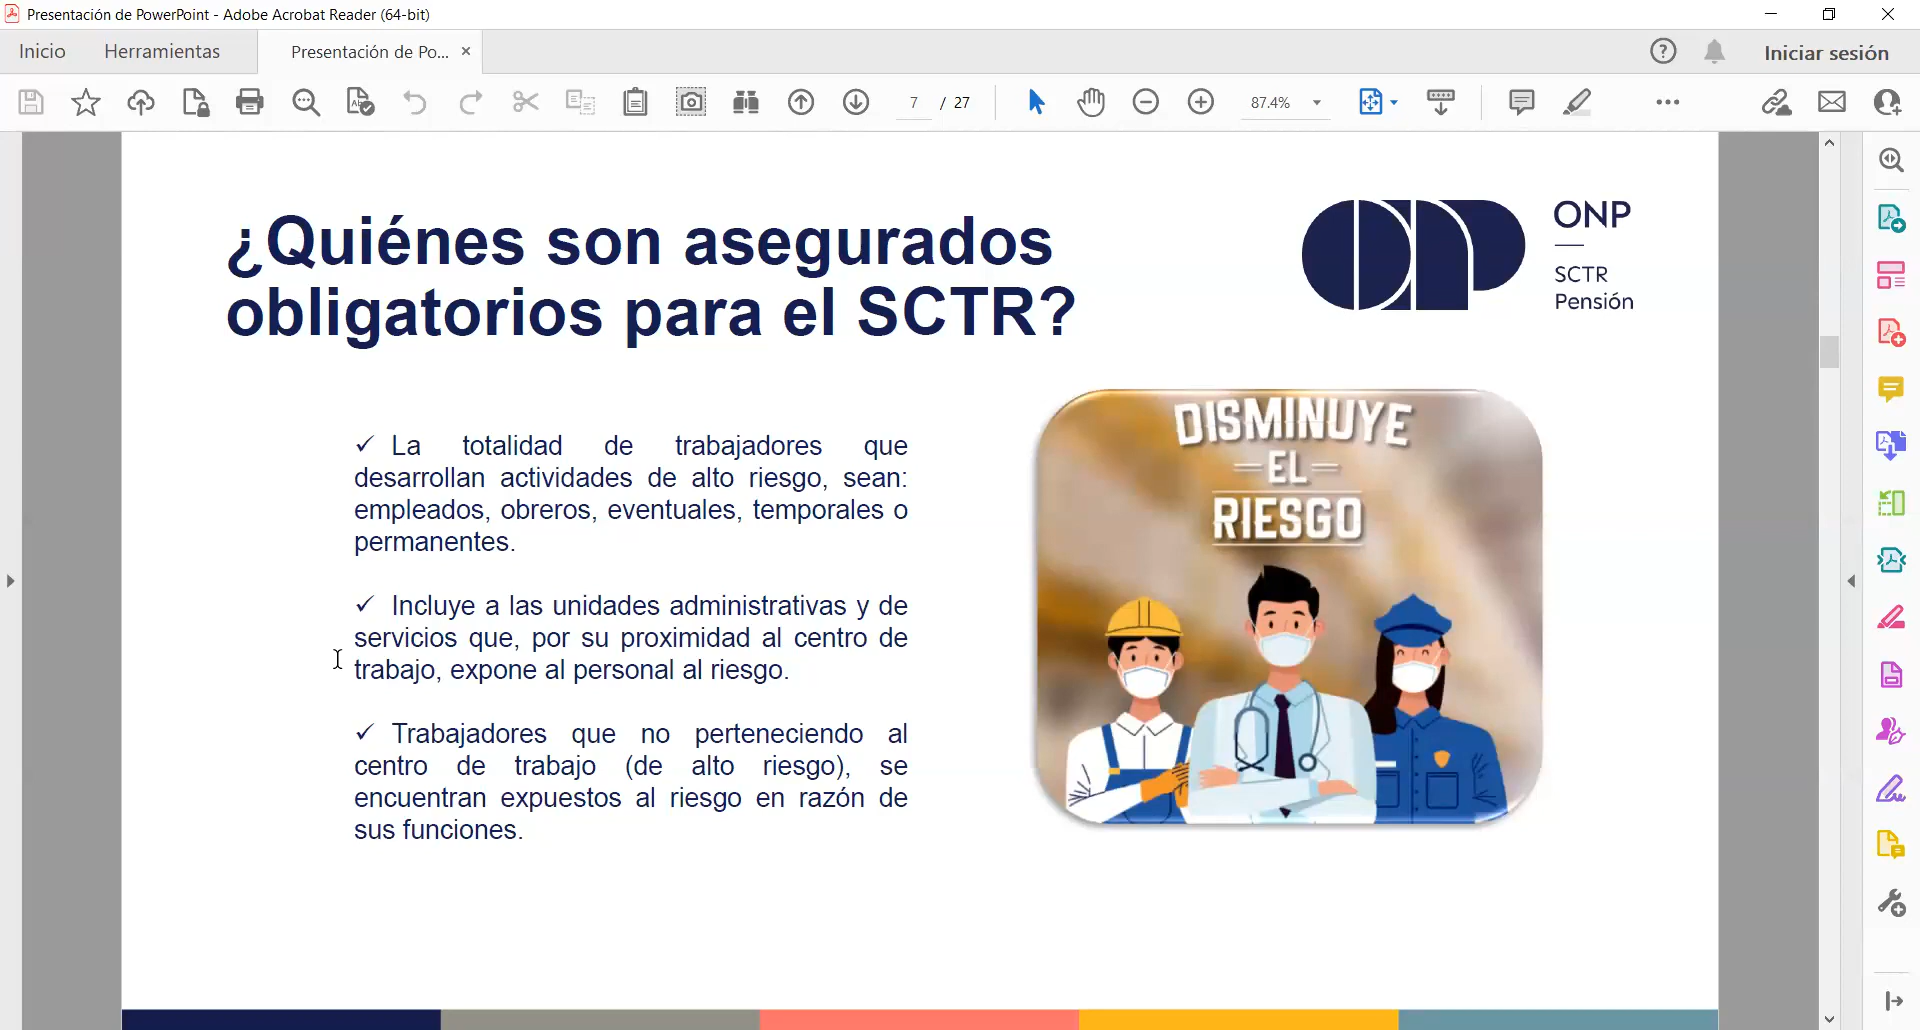 Presentación de PowerPoint - Adobe Acrobat Reader (64-bit)
Inicio
Herramientas
Presentación de Po...
Iniciar sesión
7 / 27
87.4%
¿Quiénes son asegurados
obligatorios para el SCTR?
ONP
SCTR
Pensión
✓ La totalidad de trabajadores que
desarrollan actividades de alto riesgo, sean:
empleados, obreros, eventuales, temporales o
permanentes.
✓ Incluye a las unidades administrativas y de
servicios que, por su proximidad al centro de
trabajo, expone al personal al riesgo.
✓ Trabajadores que no perteneciendo al
centro de trabajo (de alto riesgo), se
encuentran expuestos al riesgo en razón de
sus funciones.
DISMINUYE
EL
RIESGO